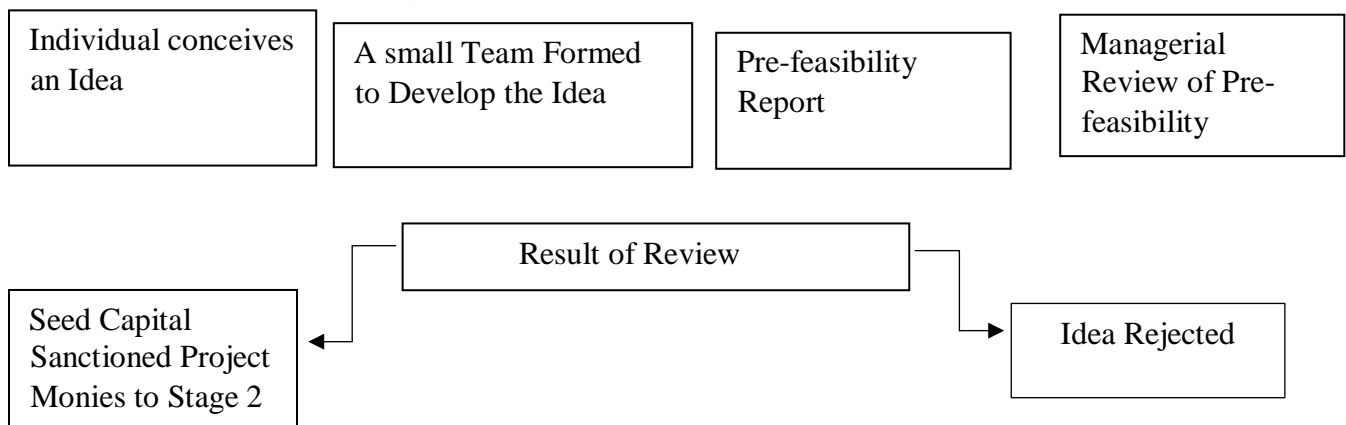 Individual conceives
an Idea
A small Team Formed
to Develop the Idea
Pre-feasibility
Report
Managerial
Review of Pre-
feasibility
Result of Review
Seed Capital
Sanctioned Project
Monies to Stage 2
Idea Rejected